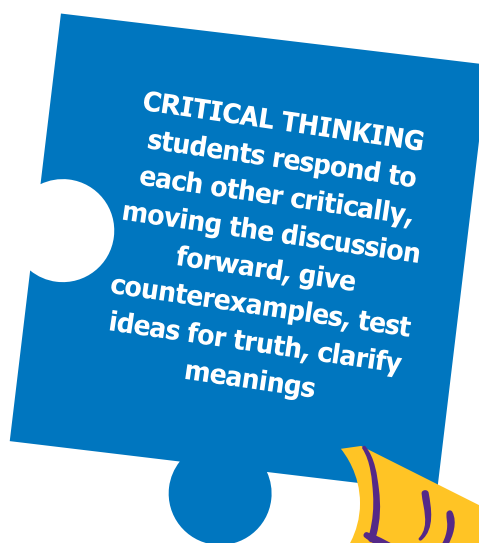 CRITICAL THINKING
students respond to
each other critically,
moving the discussion
forward, give
counterexamples, test
ideas for truth, clarify
meanings